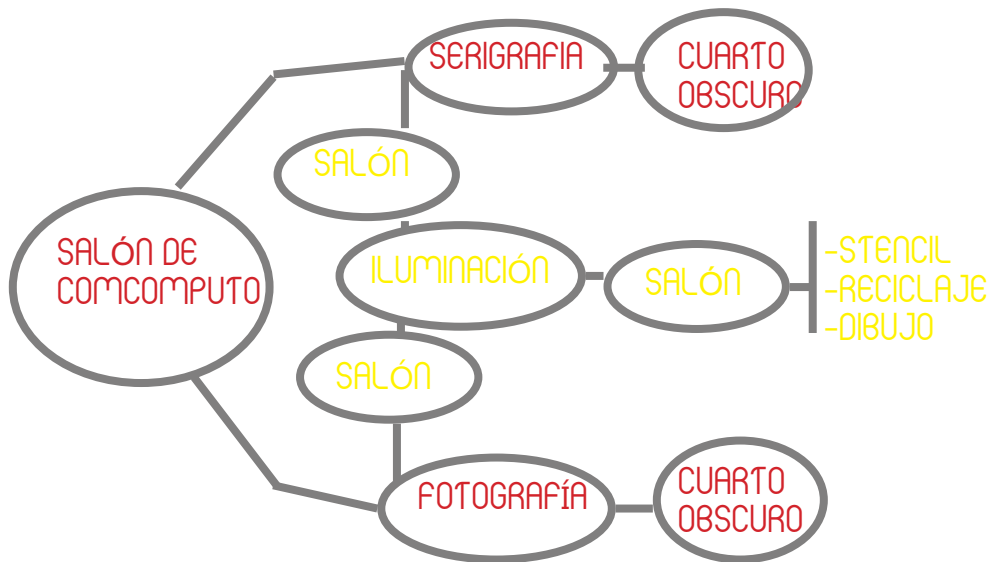 SERIGRAFIA
CUARTO
OBSCURO
SALÓN
SALÓN DE
COMCOMPUTO
ILUMINACIÓN
SALÓN
-STENCIL
-RECICLAJE
-DIBUJO
SALÓN
FOTOGRAFÍA
CUARTO
OBSCURO